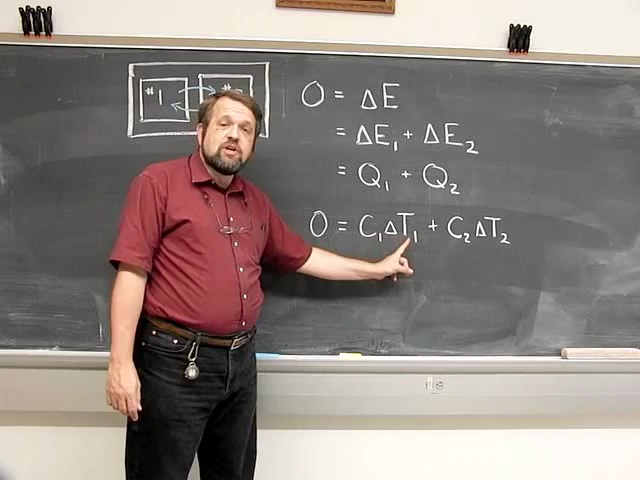 #1
0 = ΔE
= ΔE₁ + ΔE₂
= Q₁ + Q₂
0 = C₁ΔT₁ + C₂ΔT₂